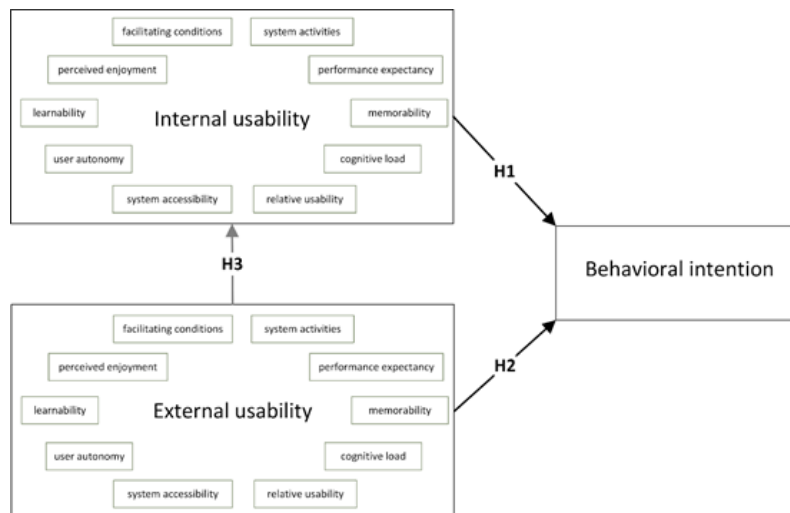 facilitating conditions
system activities
perceived enjoyment
performance expectancy
learnability
Internal usability
memorability
user autonomy
cognitive load
system accessibility
relative usability
H1
H3
Behavioral intention
facilitating conditions
system activities
perceived enjoyment
performance expectancy
H2
learnability
External usability
memorability
user autonomy
cognitive load
system accessibility
relative usability